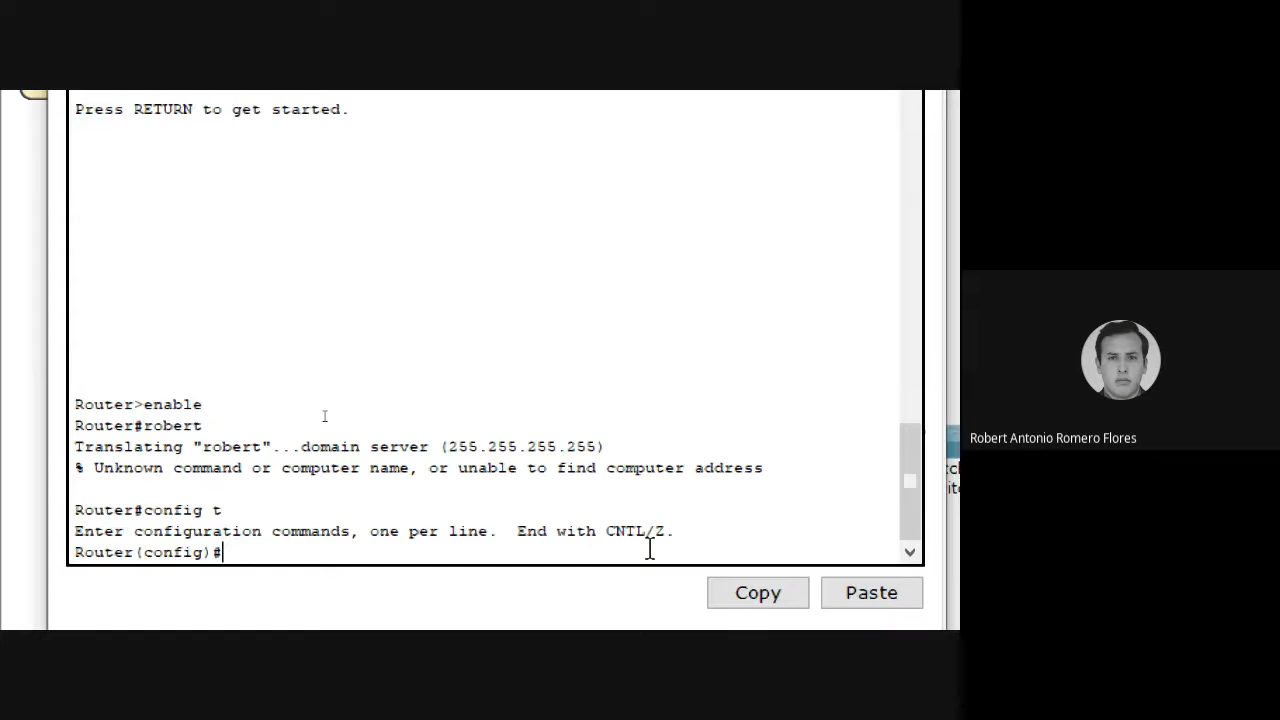 Press RETURN to get started.
Router>enable
Router#robert
Translating "robert"...domain server (255.255.255.255)
% Unknown command or computer name, or unable to find computer address
Router#config t
Enter configuration commands, one per line.  End with CNTL/Z.
Router(config)#
Copy
Paste
Robert Antonio Romero Flores